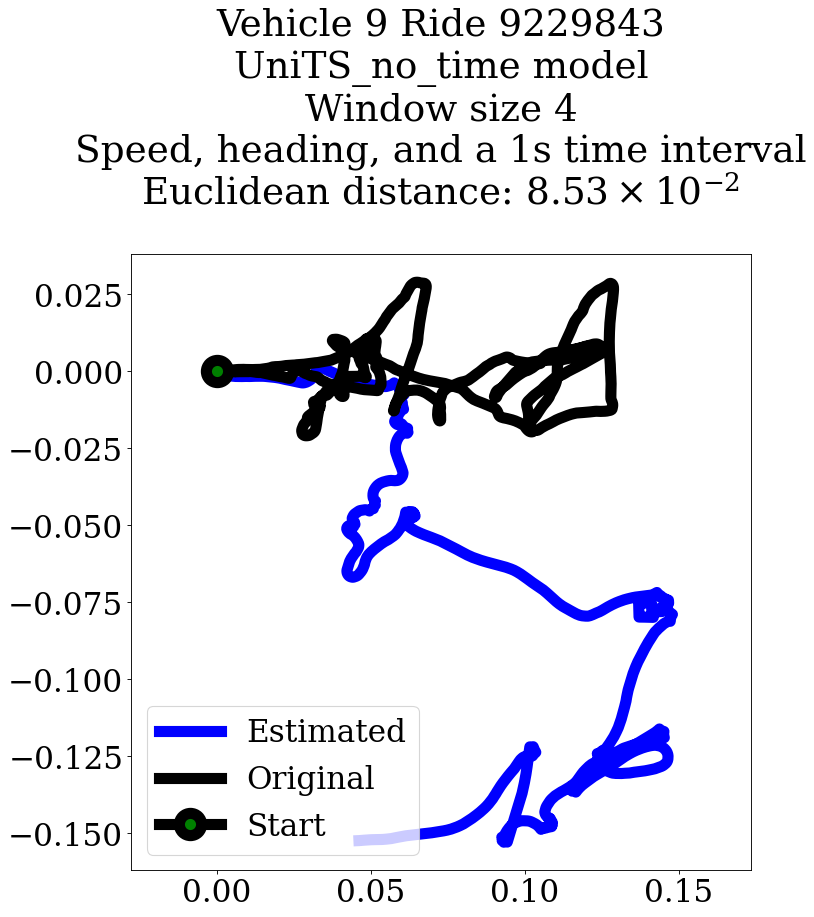 Vehicle 9 Ride 9229843
UniTS_no_time model
Window size 4
Speed, heading, and a 1s time interval
Euclidean distance: 8.53 × 10⁻²
0.025
0.000
−0.025
−0.050
−0.075
−0.100
−0.125
−0.150
Estimated
Original
Start
0.00 0.05 0.10 0.15